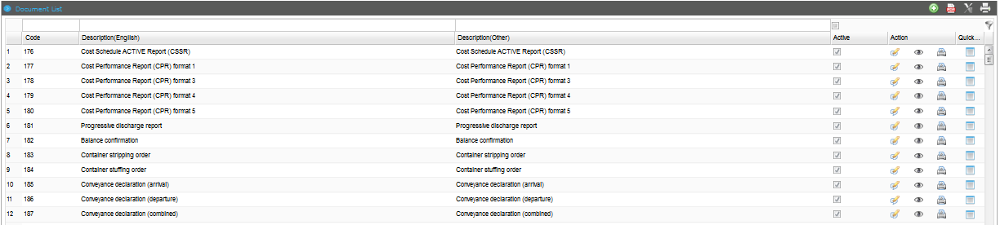 Document List
Code Description(English) Description(Other) Active Action Quick...
1 176 Cost Schedule ACTIVE Report (CSSR) Cost Schedule ACTIVE Report (CSSR)
2 177 Cost Performance Report (CPR) format 1 Cost Performance Report (CPR) format 1
3 178 Cost Performance Report (CPR) format 3 Cost Performance Report (CPR) format 3
4 179 Cost Performance Report (CPR) format 4 Cost Performance Report (CPR) format 4
5 180 Cost Performance Report (CPR) format 5 Cost Performance Report (CPR) format 5
6 181 Progressive discharge report Progressive discharge report
7 182 Balance confirmation Balance confirmation
8 183 Container stripping order Container stripping order
9 184 Container stuffing order Container stuffing order
10 185 Conveyance declaration (arrival) Conveyance declaration (arrival)
11 186 Conveyance declaration (departure) Conveyance declaration (departure)
12 187 Conveyance declaration (combined) Conveyance declaration (combined)